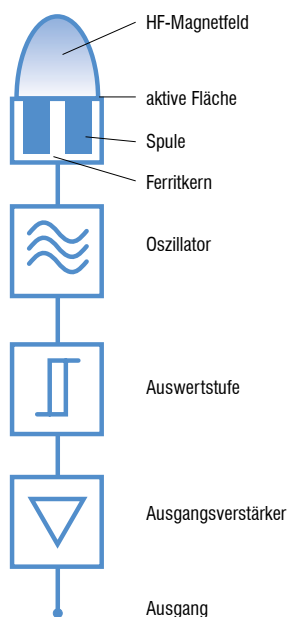 HF-Magnetfeld
aktive Fläche
Spule
Ferritkern
Oszillator
Auswertstufe
Ausgangsverstärker
Ausgang